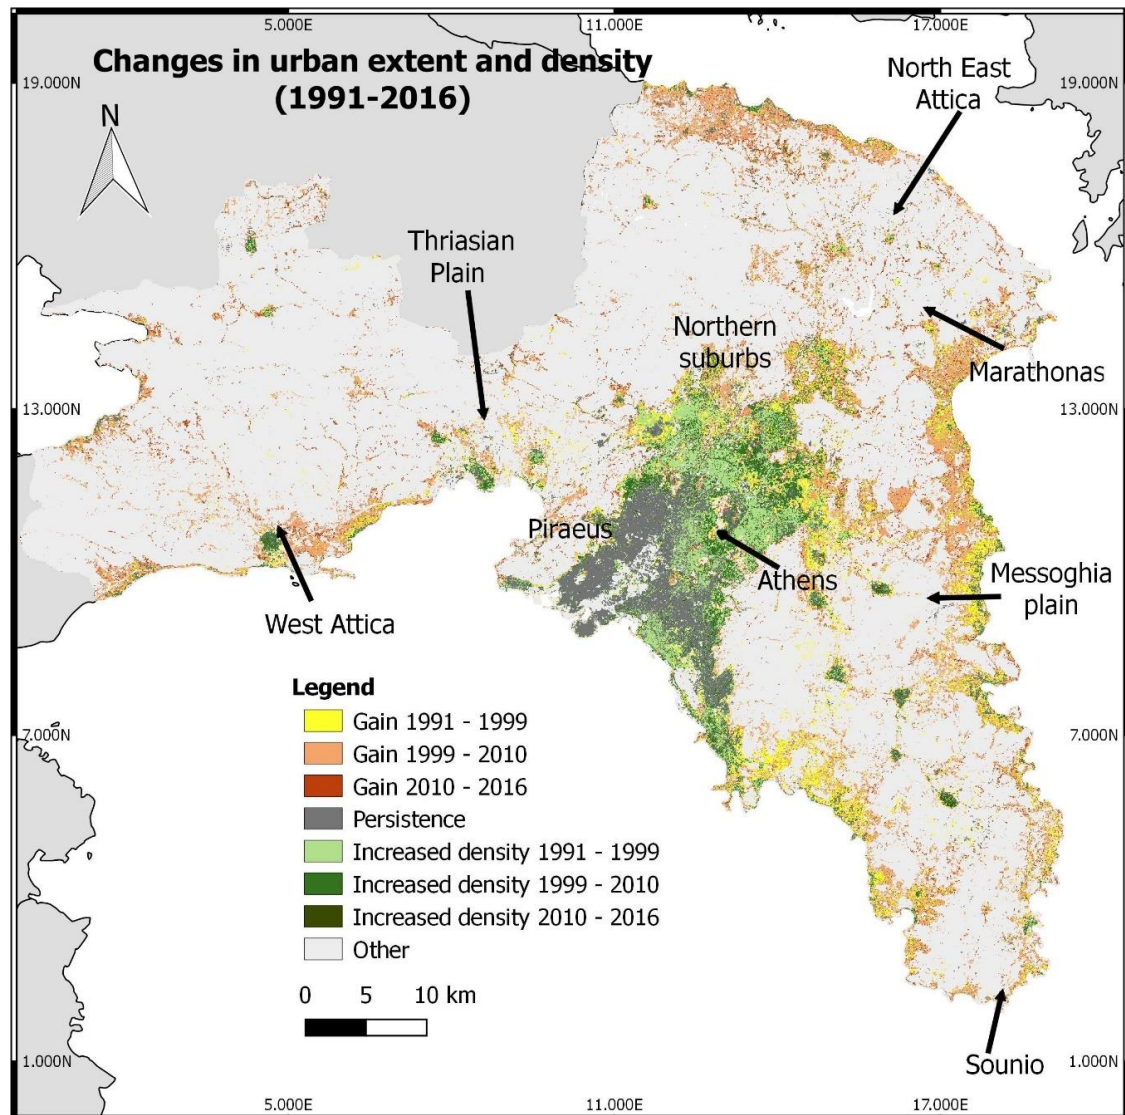 5.000E
11.000E
17.000E
Changes in urban extent and density
(1991-2016)
19.000N
19.000N
N
North East
Attica
Thriasian
Plain
Northern
suburbs
Marathonas
13.000N
13.000N
Piraeus
Athens
Messoghia
plain
West Attica
Legend
Gain 1991 - 1999
Gain 1999 - 2010
Gain 2010 - 2016
Persistence
Increased density 1991 - 1999
Increased density 1999 - 2010
Increased density 2010 - 2016
Other
7.000N
7.000N
0 5 10 km
Sounio
1.000N
1.000N
5.000E
11.000E
17.000E